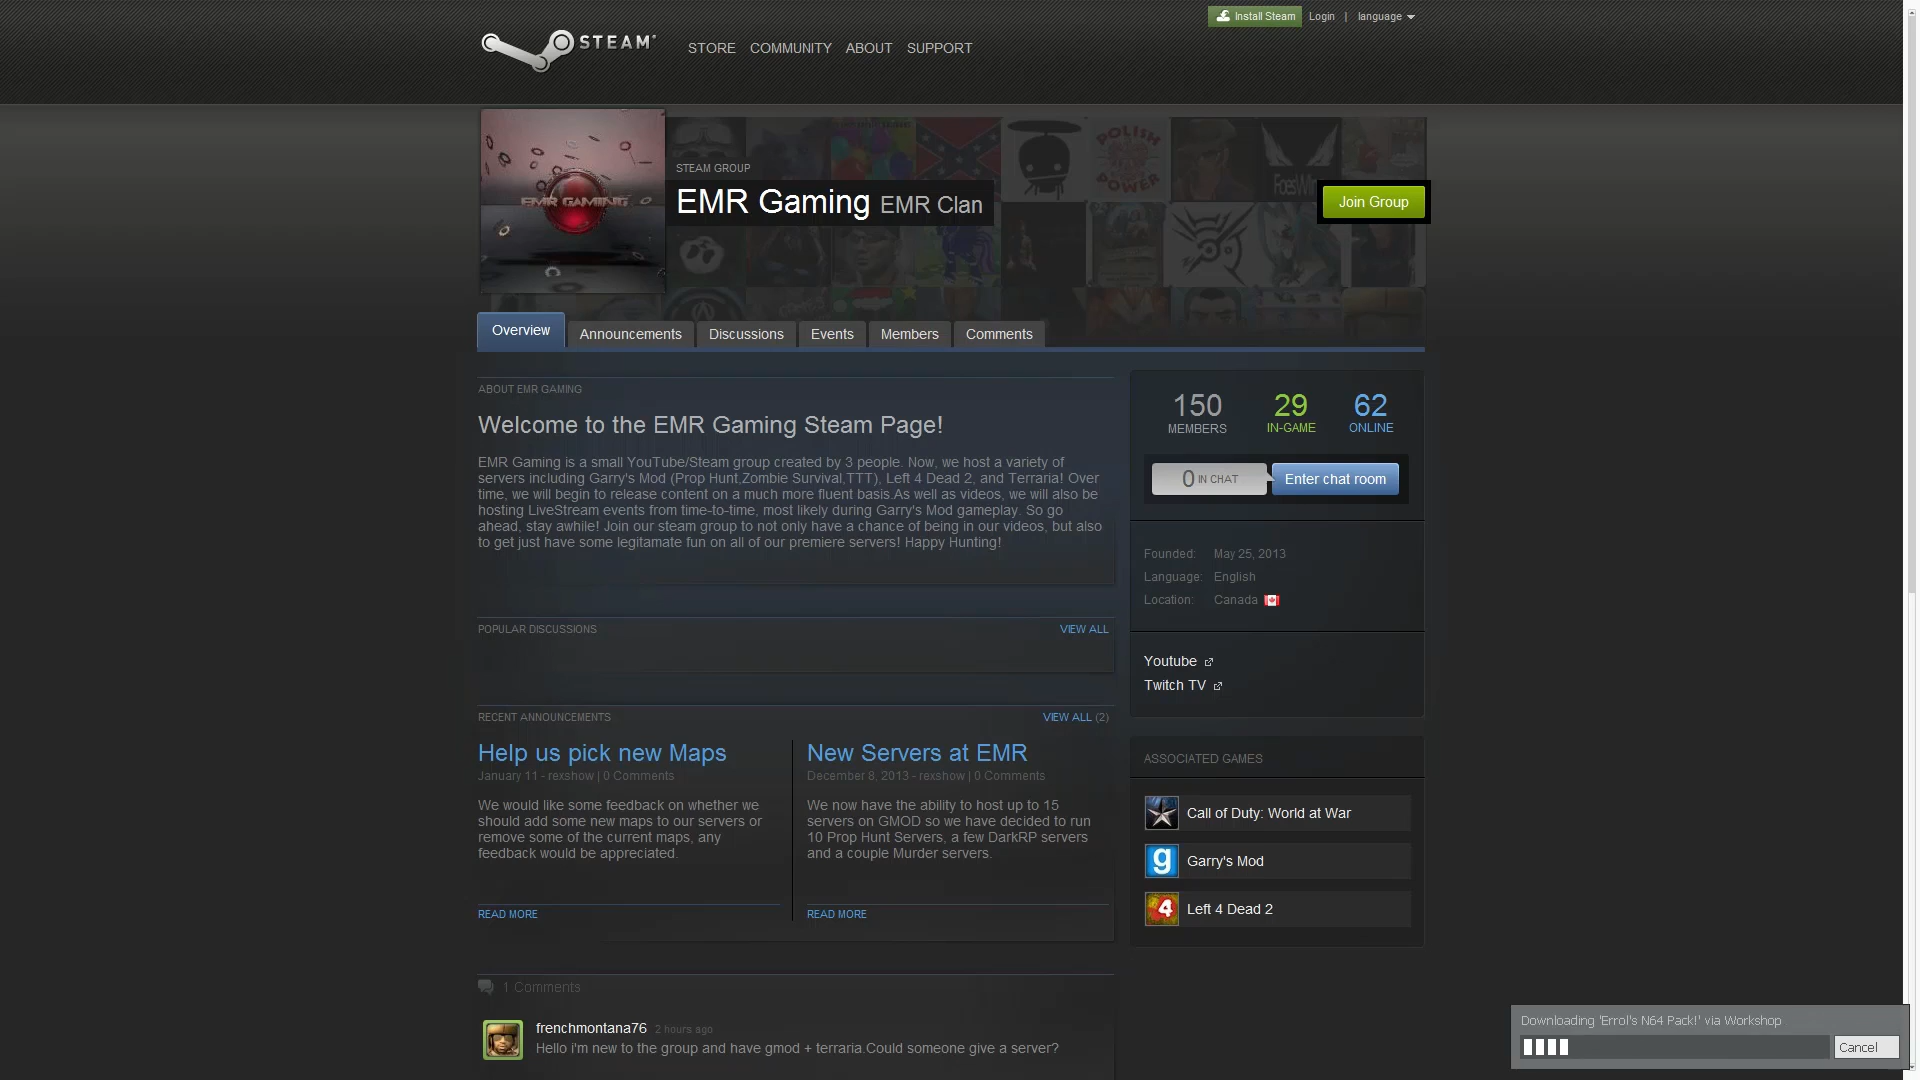 Install Steam Login | language
STEAM
STORE COMMUNITY ABOUT SUPPORT
EMR GAMING
POLISH
POWER
STEAM GROUP
EMR Gaming EMR Clan
Join Group
Overview Announcements Discussions Events Members Comments
ABOUT EMR GAMING
Welcome to the EMR Gaming Steam Page!
EMR Gaming is a small YouTube/Steam group created by 3 people. Now, we host a variety of
servers including Garry's Mod (Prop Hunt,Zombie Survival,TTT), Left 4 Dead 2, and Terraria! Over
time, we will begin to release content on a much more fluent basis.As well as videos, we will also be
hosting LiveStream events from time-to-time, most likely during Garry's Mod gameplay. So go
ahead, stay awhile! Join our steam group to not only have a chance of being in our videos, but also
to get just have some legitamate fun on all of our premiere servers! Happy Hunting!
POPULAR DISCUSSIONS VIEW ALL
RECENT ANNOUNCEMENTS VIEW ALL (2)
Help us pick new Maps
January 11 - rexshow | 0 Comments
We would like some feedback on whether we
should add some new maps to our servers or
remove some of the current maps, any
feedback would be appreciated.
READ MORE
New Servers at EMR
December 8, 2013 - rexshow | 0 Comments
We now have the ability to host up to 15
servers on GMOD so we have decided to run
10 Prop Hunt Servers, a few DarkRP servers
and a couple Murder servers.
READ MORE
1 Comments
frenchmontana76 2 hours ago
Hello i'm new to the group and have gmod + terraria.Could someone give a server?
150 29 62
MEMBERS IN-GAME ONLINE
0 IN CHAT Enter chat room
Founded: May 25, 2013
Language: English
Location: Canada
Youtube
Twitch TV
ASSOCIATED GAMES
Call of Duty: World at War
g Garry's Mod
4 Left 4 Dead 2
Downloading 'Errol's N64 Pack!' via Workshop
Cancel